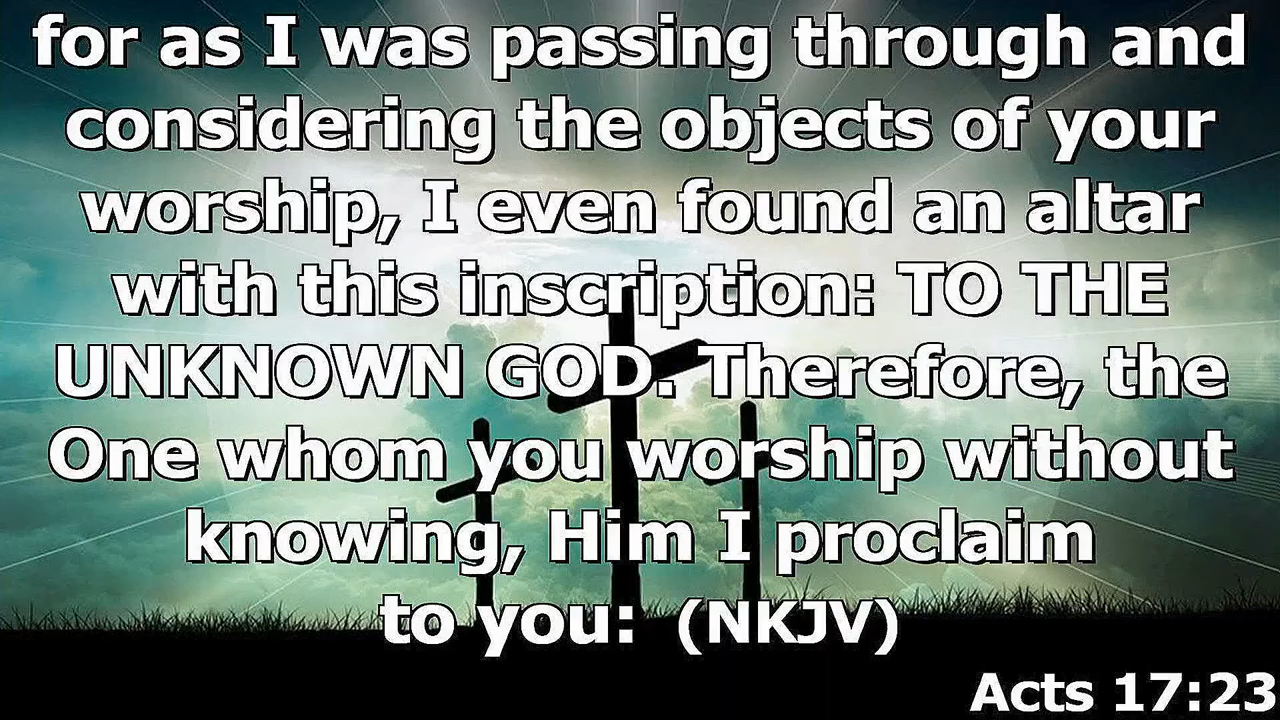 for as I was passing through and
considering the objects of your
worship, I even found an altar
with this inscription: TO THE
UNKNOWN GOD. Therefore, the
One whom you worship without
knowing, Him I proclaim
to you: (NKJV)
Acts 17:23